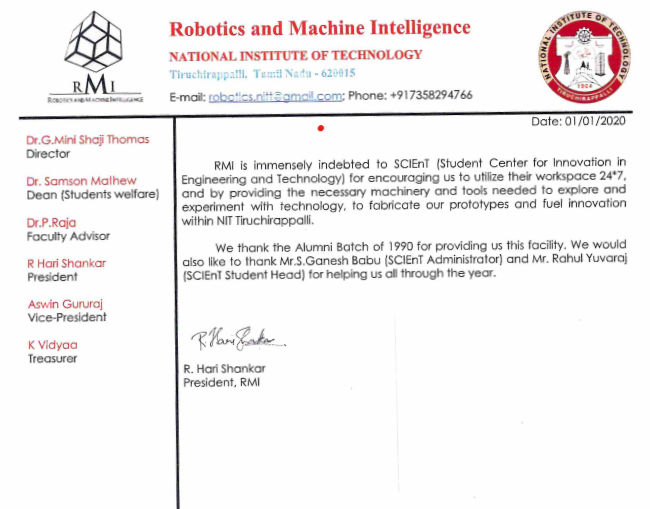 Robotics and Machine Intelligence
NATIONAL INSTITUTE OF TECHNOLOGY
Tiruchirappalli, Tamil Nadu - 620015
E-mail: robotics.nitt@gmail.com; Phone: +917358294766
RMI
ROBOTICS AND MACHINE INTELLIGENCE
NATIONAL INSTITUTE OF TECHNOLOGY
1964
TIRUCHIRAPPALLI
Date: 01/01/2020
Dr.G.Mini Shaji Thomas
Director
Dr. Samson Mathew
Dean (Students welfare)
Dr.P.Raja
Faculty Advisor
R Hari Shankar
President
Aswin Gururaj
Vice-President
K Vidyaa
Treasurer
RMI is immensely indebted to SCIEnT (Student Center for Innovation in
Engineering and Technology) for encouraging us to utilize their workspace 24*7,
and by providing the necessary machinery and tools needed to explore and
experiment with technology, to fabricate our prototypes and fuel innovation
within NIT Tiruchirappalli.
We thank the Alumni Batch of 1990 for providing us this facility. We would
also like to thank Mr.S.Ganesh Babu (SCIEnT Administrator) and Mr. Rahul Yuvaraj
(SCIEnT Student Head) for helping us all through the year.
R. Hari Shankar
R. Hari Shankar
President, RMI